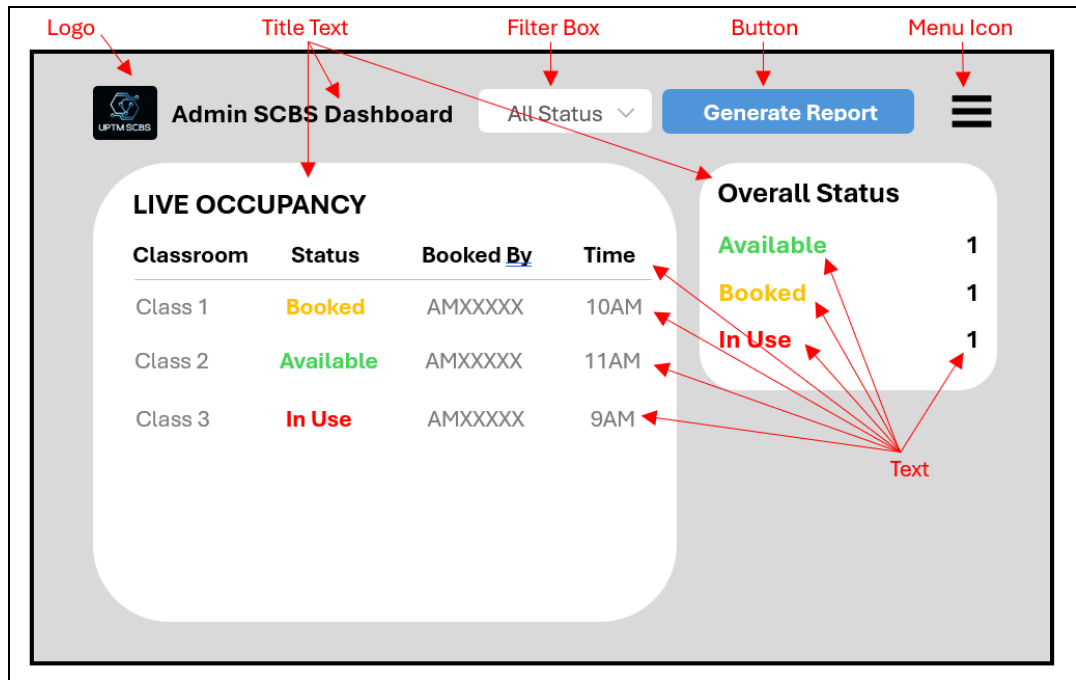 Logo Title Text Filter Box Button Menu Icon
UPTM SCBS Admin SCBS Dashboard All Status Generate Report
LIVE OCCUPANCY
Classroom Status Booked By Time
Class 1 Booked AMXXXXX 10AM
Class 2 Available AMXXXXX 11AM
Class 3 In Use AMXXXXX 9AM
Overall Status
Available 1
Booked 1
In Use 1
Text